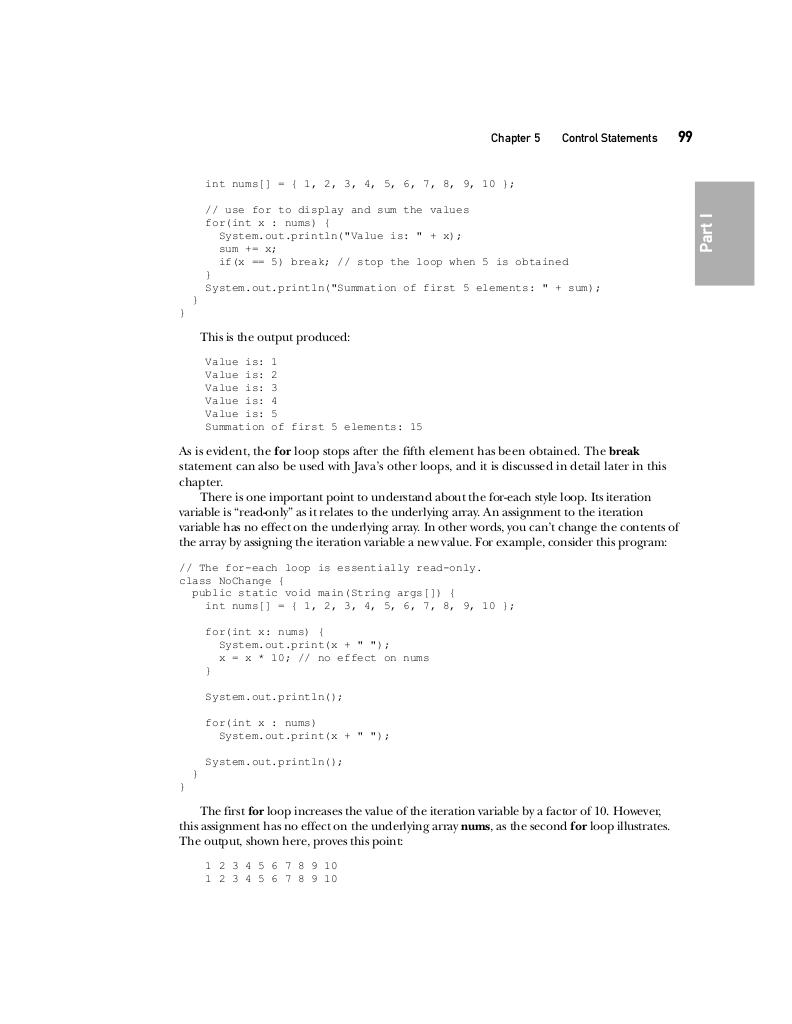 Chapter 5 Control Statements 99
Part I
int nums[] = { 1, 2, 3, 4, 5, 6, 7, 8, 9, 10 };
// use for to display and sum the values
for(int x : nums) {
System.out.println("Value is: " + x);
sum += x;
if(x == 5) break; // stop the loop when 5 is obtained
}
System.out.println("Summation of first 5 elements: " + sum);
}
}
This is the output produced:
Value is: 1
Value is: 2
Value is: 3
Value is: 4
Value is: 5
Summation of first 5 elements: 15
As is evident, the for loop stops after the fifth element has been obtained. The break
statement can also be used with Java's other loops, and it is discussed in detail later in this
chapter.
There is one important point to understand about the for-each style loop. Its iteration
variable is “read-only” as it relates to the underlying array. An assignment to the iteration
variable has no effect on the underlying array. In other words, you can't change the contents of
the array by assigning the iteration variable a new value. For example, consider this program:
// The for-each loop is essentially read-only.
class NoChange {
public static void main(String args[]) {
int nums[] = { 1, 2, 3, 4, 5, 6, 7, 8, 9, 10 };
for(int x: nums) {
System.out.print(x + " ");
x = x * 10; // no effect on nums
}
System.out.println();
for(int x : nums)
System.out.print(x + " ");
System.out.println();
}
}
The first for loop increases the value of the iteration variable by a factor of 10. However,
this assignment has no effect on the underlying array nums, as the second for loop illustrates.
The output, shown here, proves this point:
1 2 3 4 5 6 7 8 9 10
1 2 3 4 5 6 7 8 9 10